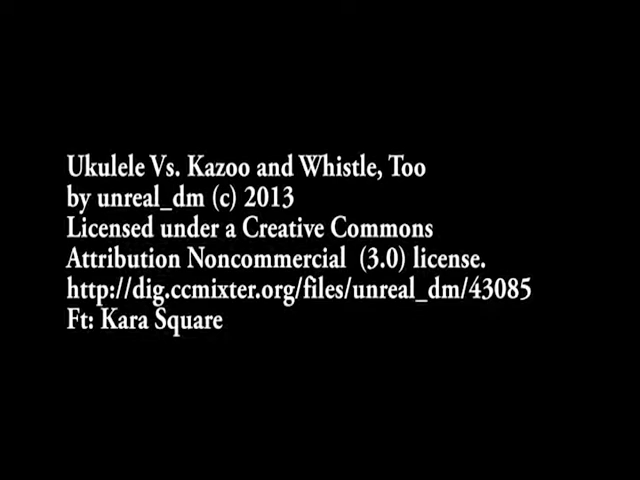 Ukulele Vs. Kazoo and Whistle, Too
by unreal_dm (c) 2013
Licensed under a Creative Commons
Attribution Noncommercial  (3.0) license.
http://dig.ccmixter.org/files/unreal_dm/43085
Ft: Kara Square